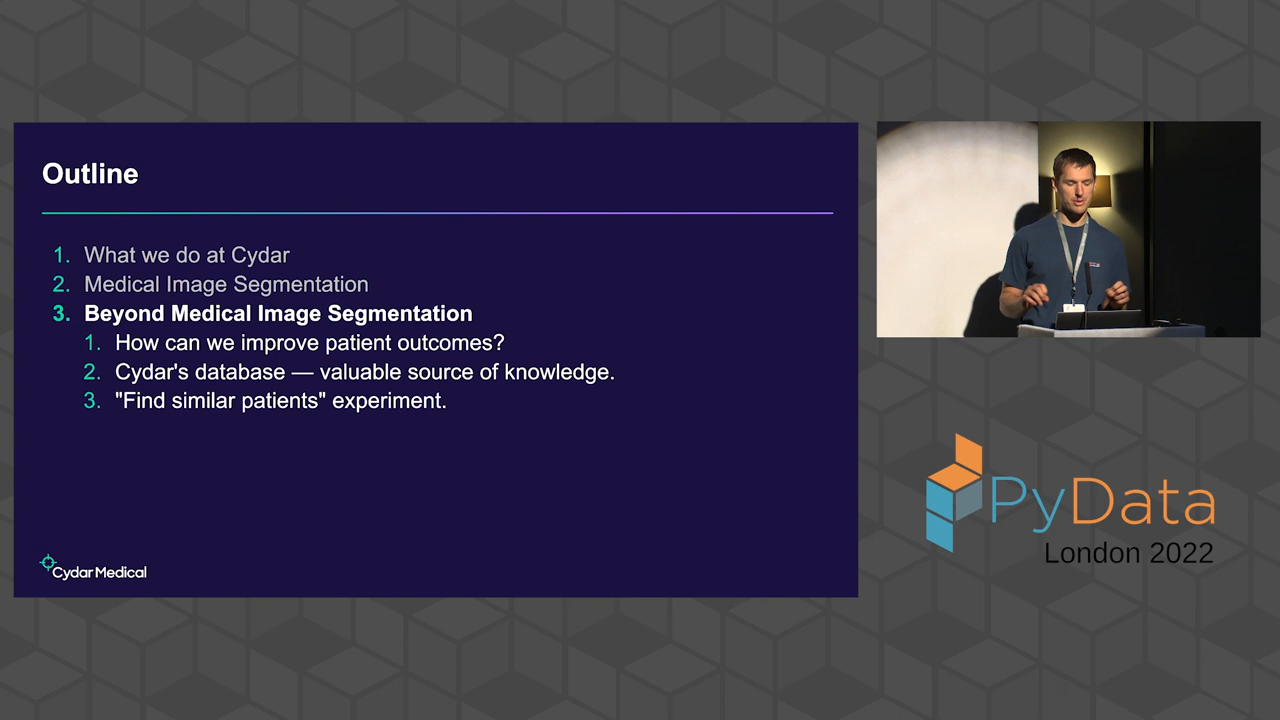 Outline
1. What we do at Cydar
2. Medical Image Segmentation
3. Beyond Medical Image Segmentation
1. How can we improve patient outcomes?
2. Cydar's database — valuable source of knowledge.
3. "Find similar patients" experiment.
Cydar Medical
PyData
London 2022